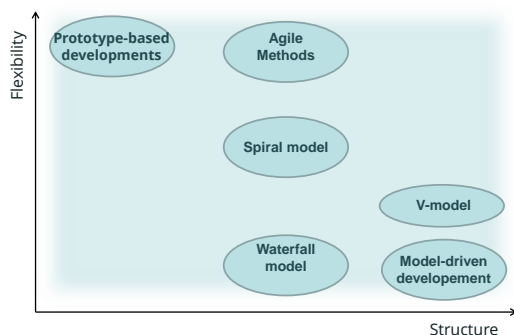 Flexibility
Prototype-based
developments
Agile
Methods
Spiral model
V-model
Waterfall
model
Model-driven
developement
Structure